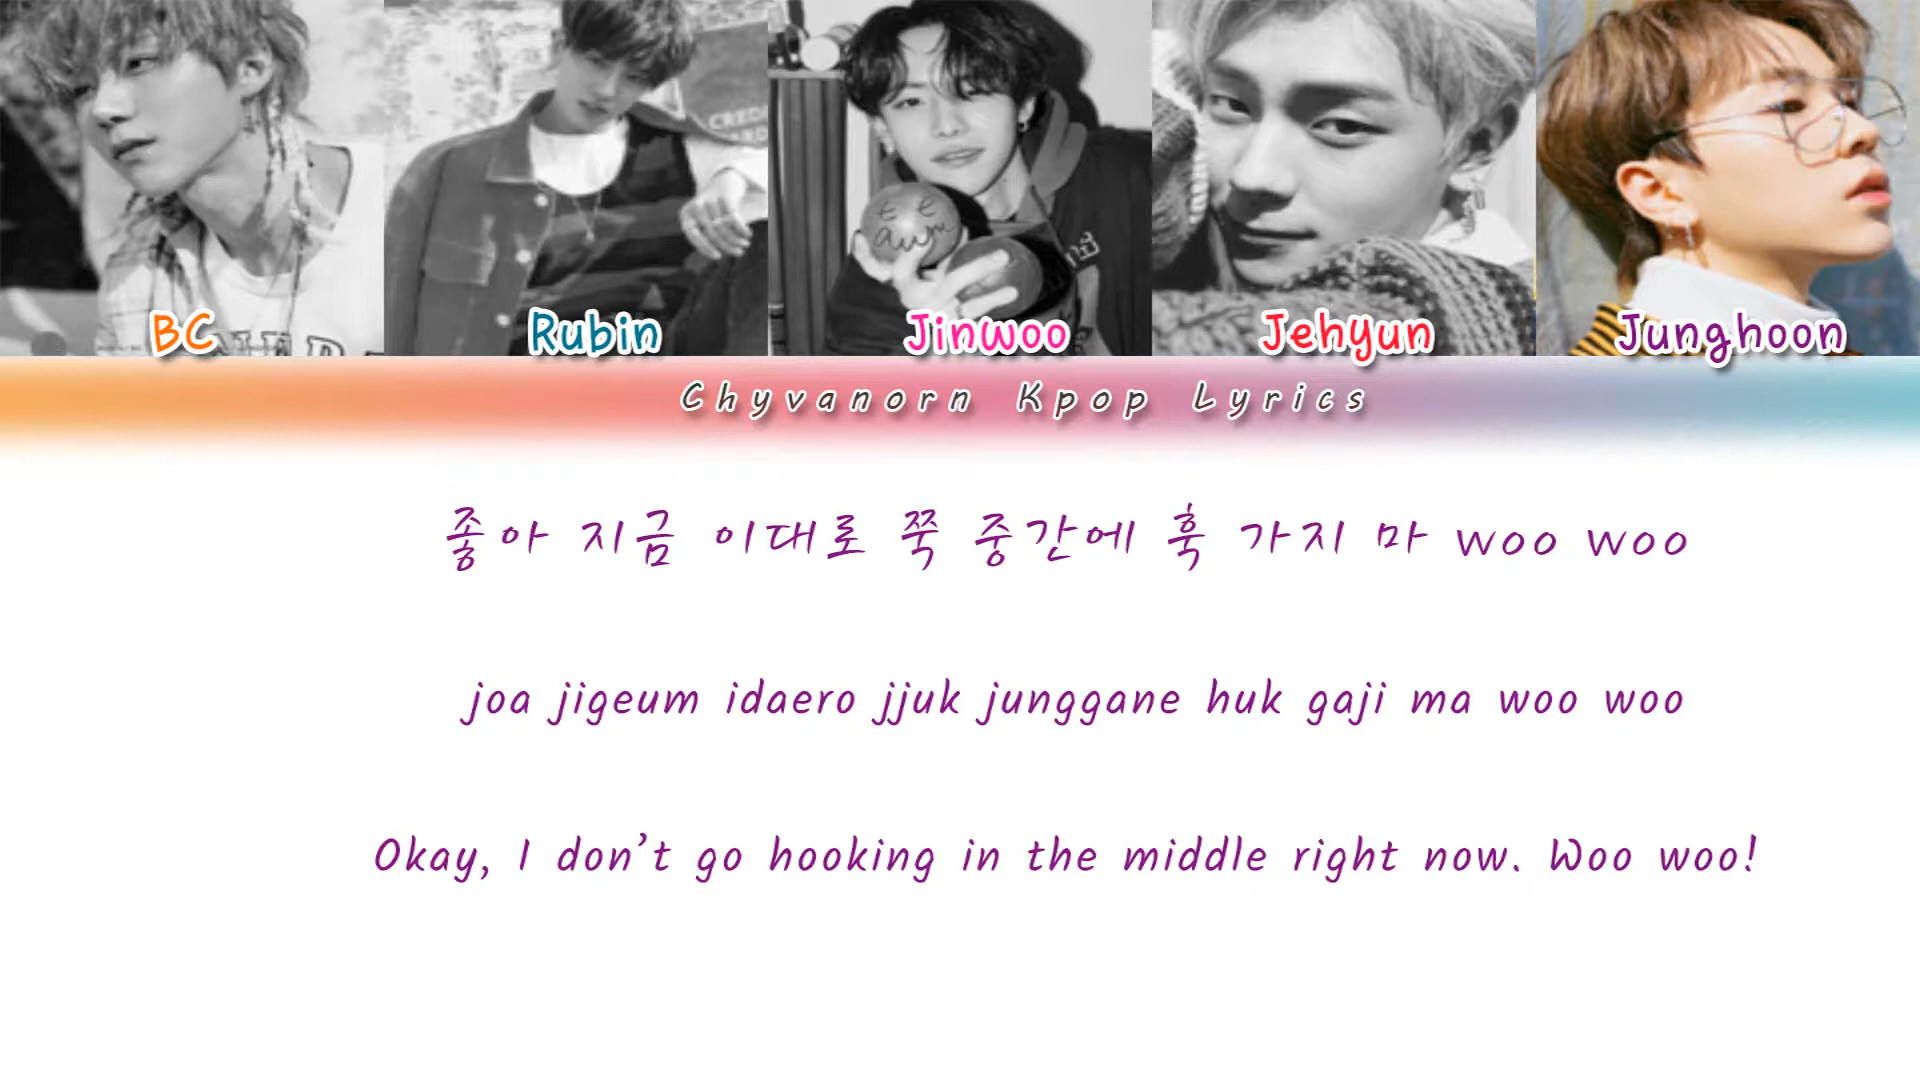 BC
Rubin
Jinwoo
Jehyun
Junghoon
Chyvanorn Kpop Lyrics
좋아 지금 이대로 쭉 중간에 훅 가지 마 woo woo
joa jigeum idaero jjuk junggane huk gaji ma woo woo
Okay, I don't go hooking in the middle right now. Woo woo!